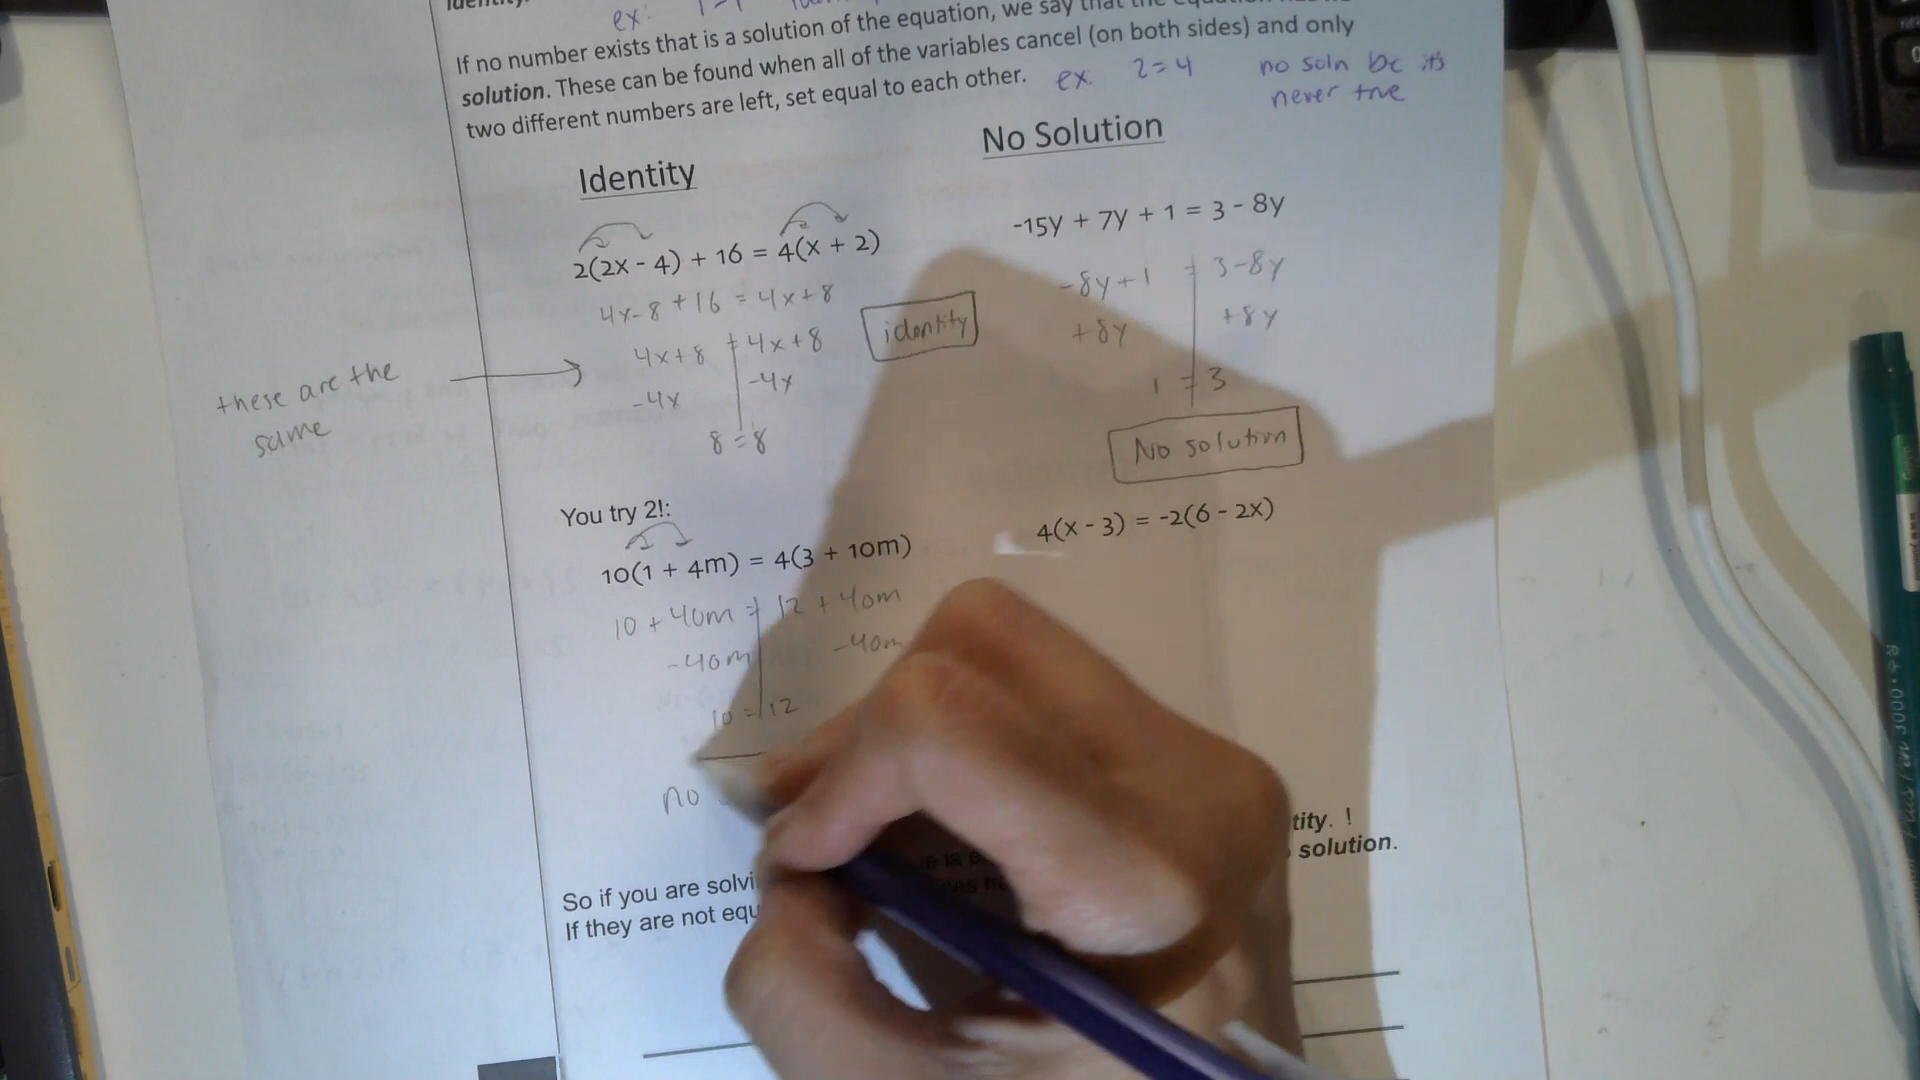 ex:
If no number exists that is a solution of the equation, we say that the
solution. These can be found when all of the variables cancel (on both sides) and only
two different numbers are left, set equal to each other. ex: 2=4 no soln bc it's
never true
Identity
No Solution
2(2x - 4) + 16 = 4(x + 2)
4x-8 +16 = 4x+8
4x+8 = 4x+8
-4x -4x
8 = 8
identity
these are the
same
-15y + 7y + 1 = 3 - 8y
-8y+1 = 3-8y
+8y +8y
1 = 3
No solution
You try 2!:
10(1 + 4m) = 4(3 + 10m)
10 + 40m = 12 + 40m
-40m -40m
10 = 12
no
4(x - 3) = -2(6 - 2x)
tity. !
So if you are solvi solution.
If they are not equ